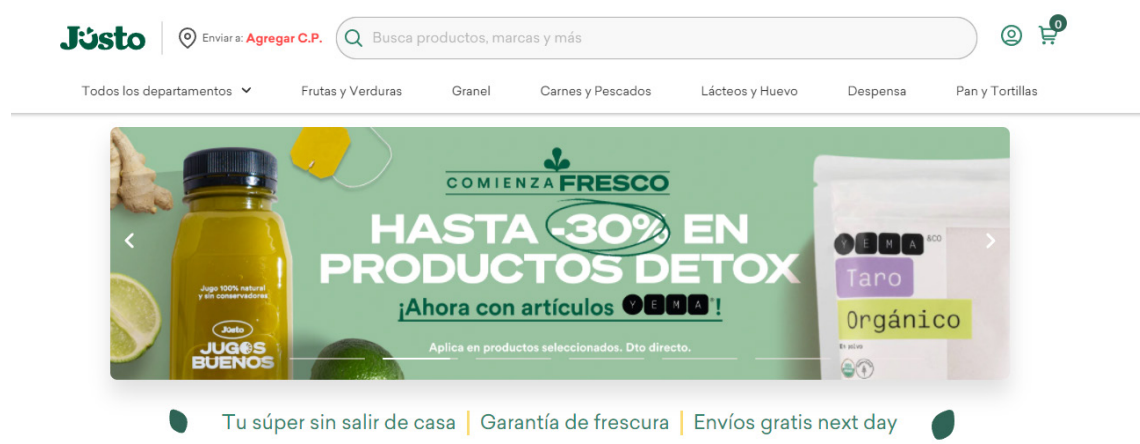 Jüsto
Enviar a: Agregar C.P.
Busca productos, marcas y más
0
Todos los departamentos
Frutas y Verduras
Granel
Carnes y Pescados
Lácteos y Huevo
Despensa
Pan y Tortillas
COMIENZA FRESCO
HASTA -30% EN
PRODUCTOS DETOX
¡Ahora con artículos YEMA®!
Aplica en productos seleccionados. Dto directo.
Jugo 100% natural
y sin conservadores
Jüsto
JUGOS
BUENOS
YEMA &CO
Taro
Orgánico
En polvo
Tu súper sin salir de casa | Garantía de frescura | Envíos gratis next day